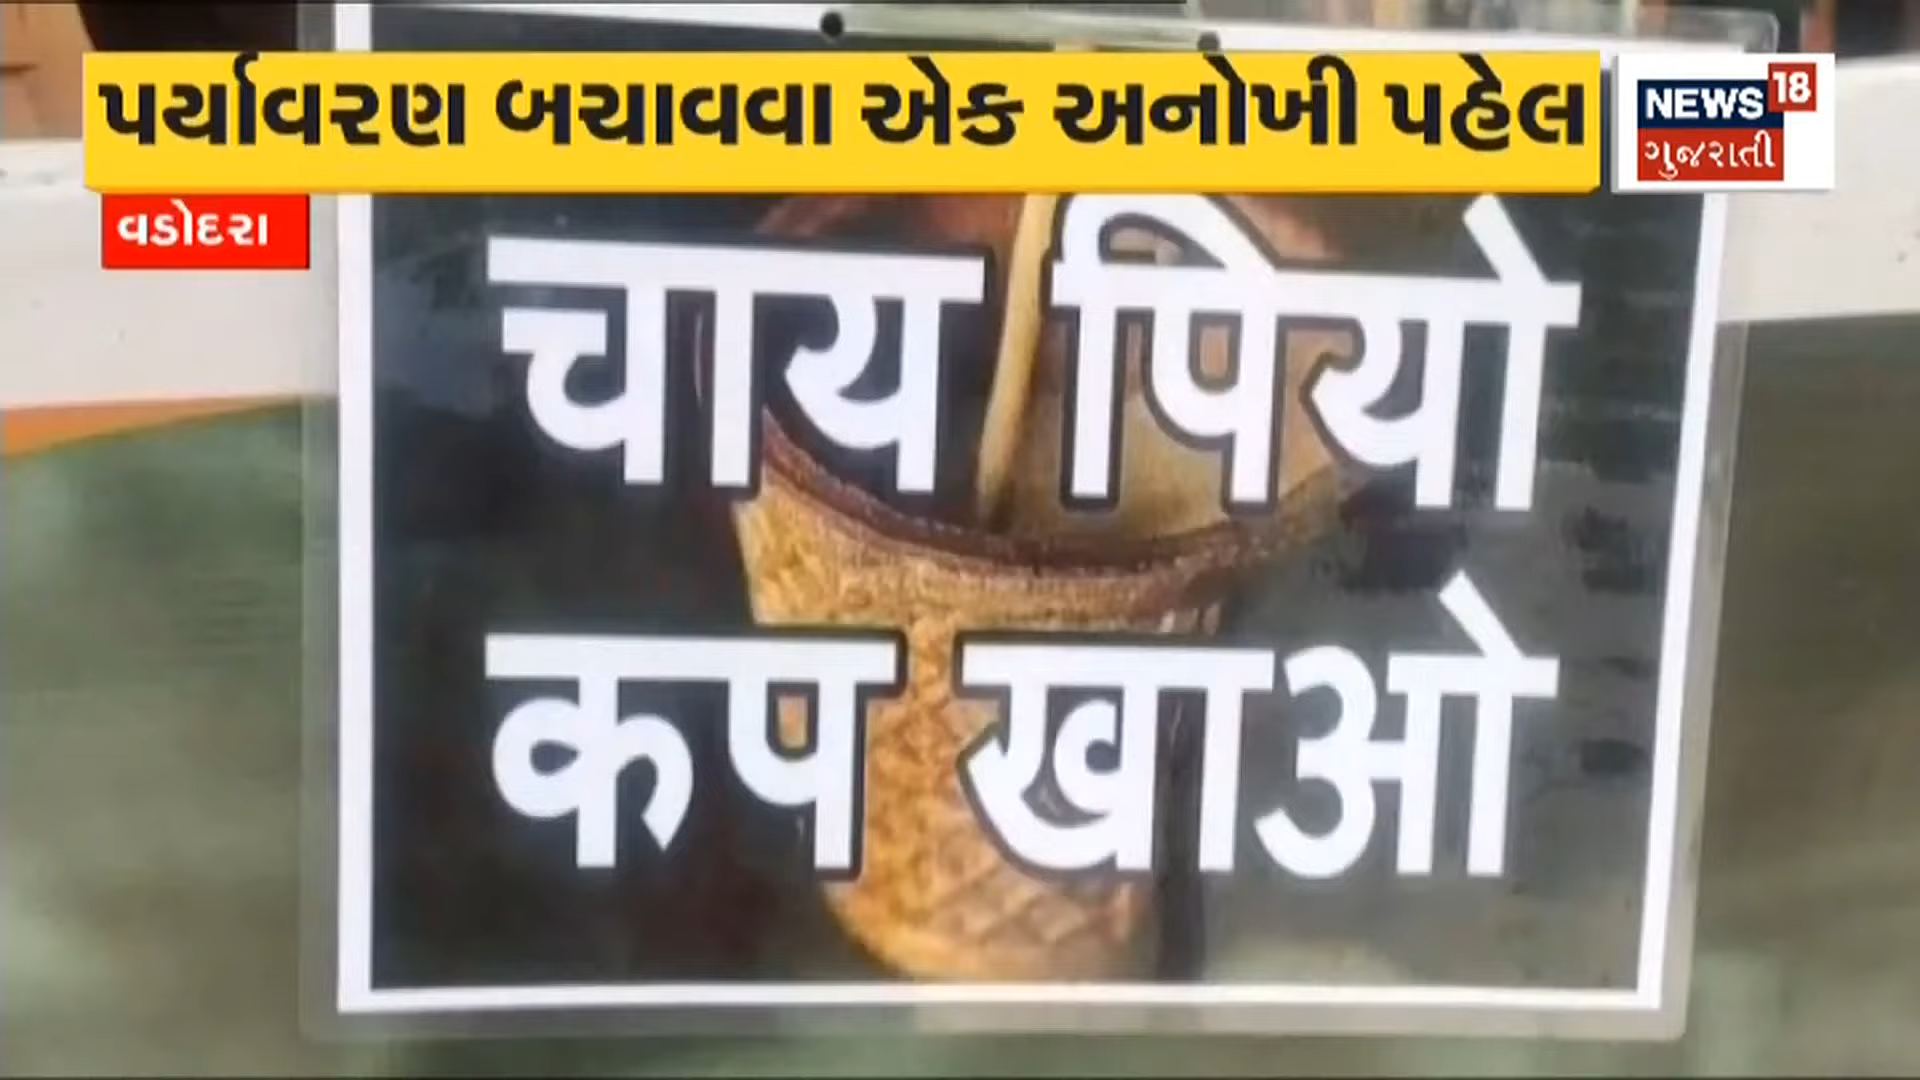 પર્યાવરણ બચાવવા એક અનોખી પહેલ
NEWS18
ગુજરાતી
વડોદરા
चाय पियो
कप खाओ